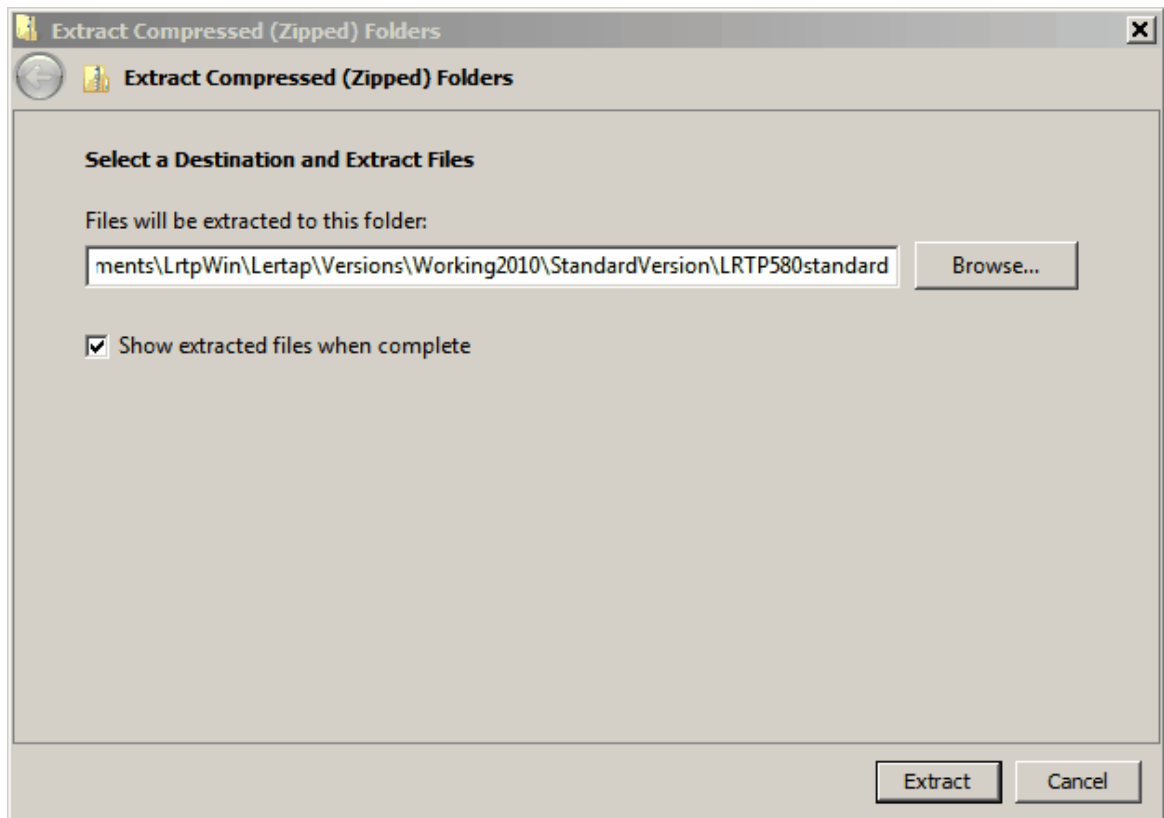 Extract Compressed (Zipped) Folders
Extract Compressed (Zipped) Folders
Select a Destination and Extract Files
Files will be extracted to this folder:
ments\LrtpWin\Lertap\Versions\Working2010\StandardVersion\LRTP580standard Browse...
Show extracted files when complete
Extract Cancel